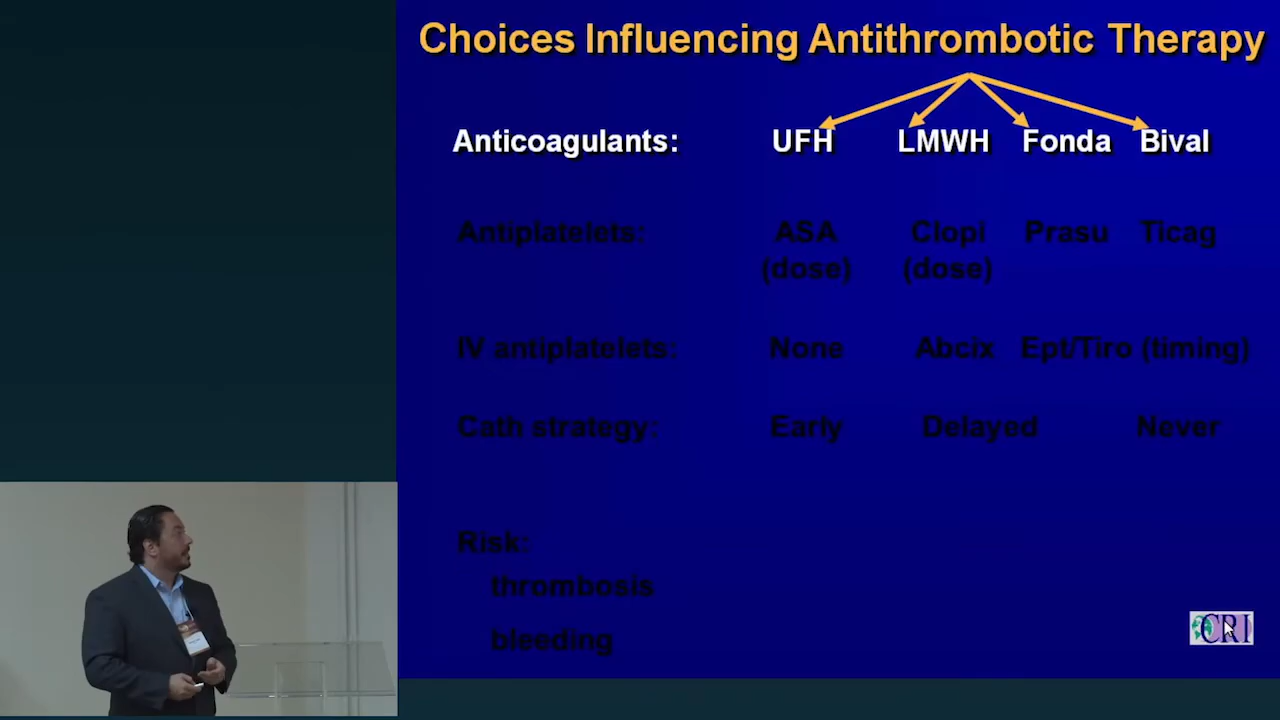 Choices Influencing Antithrombotic Therapy
Anticoagulants: UFH LMWH Fonda Bival
Antiplatelets: ASA Clopi Prasu Ticag
(dose) (dose)
IV antiplatelets: None Abcix Ept/Tiro (timing)
Cath strategy: Early Delayed Never
Risk:
thrombosis
bleeding
CRI